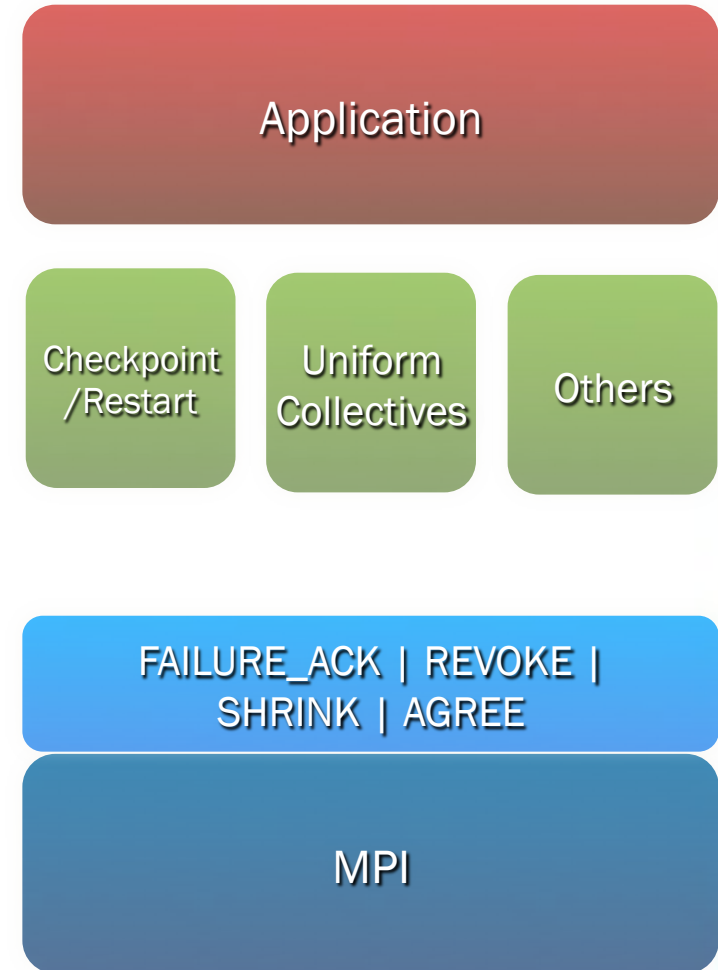 Application
Checkpoint
/Restart
Uniform
Collectives
Others
FAILURE_ACK | REVOKE |
SHRINK | AGREE
MPI